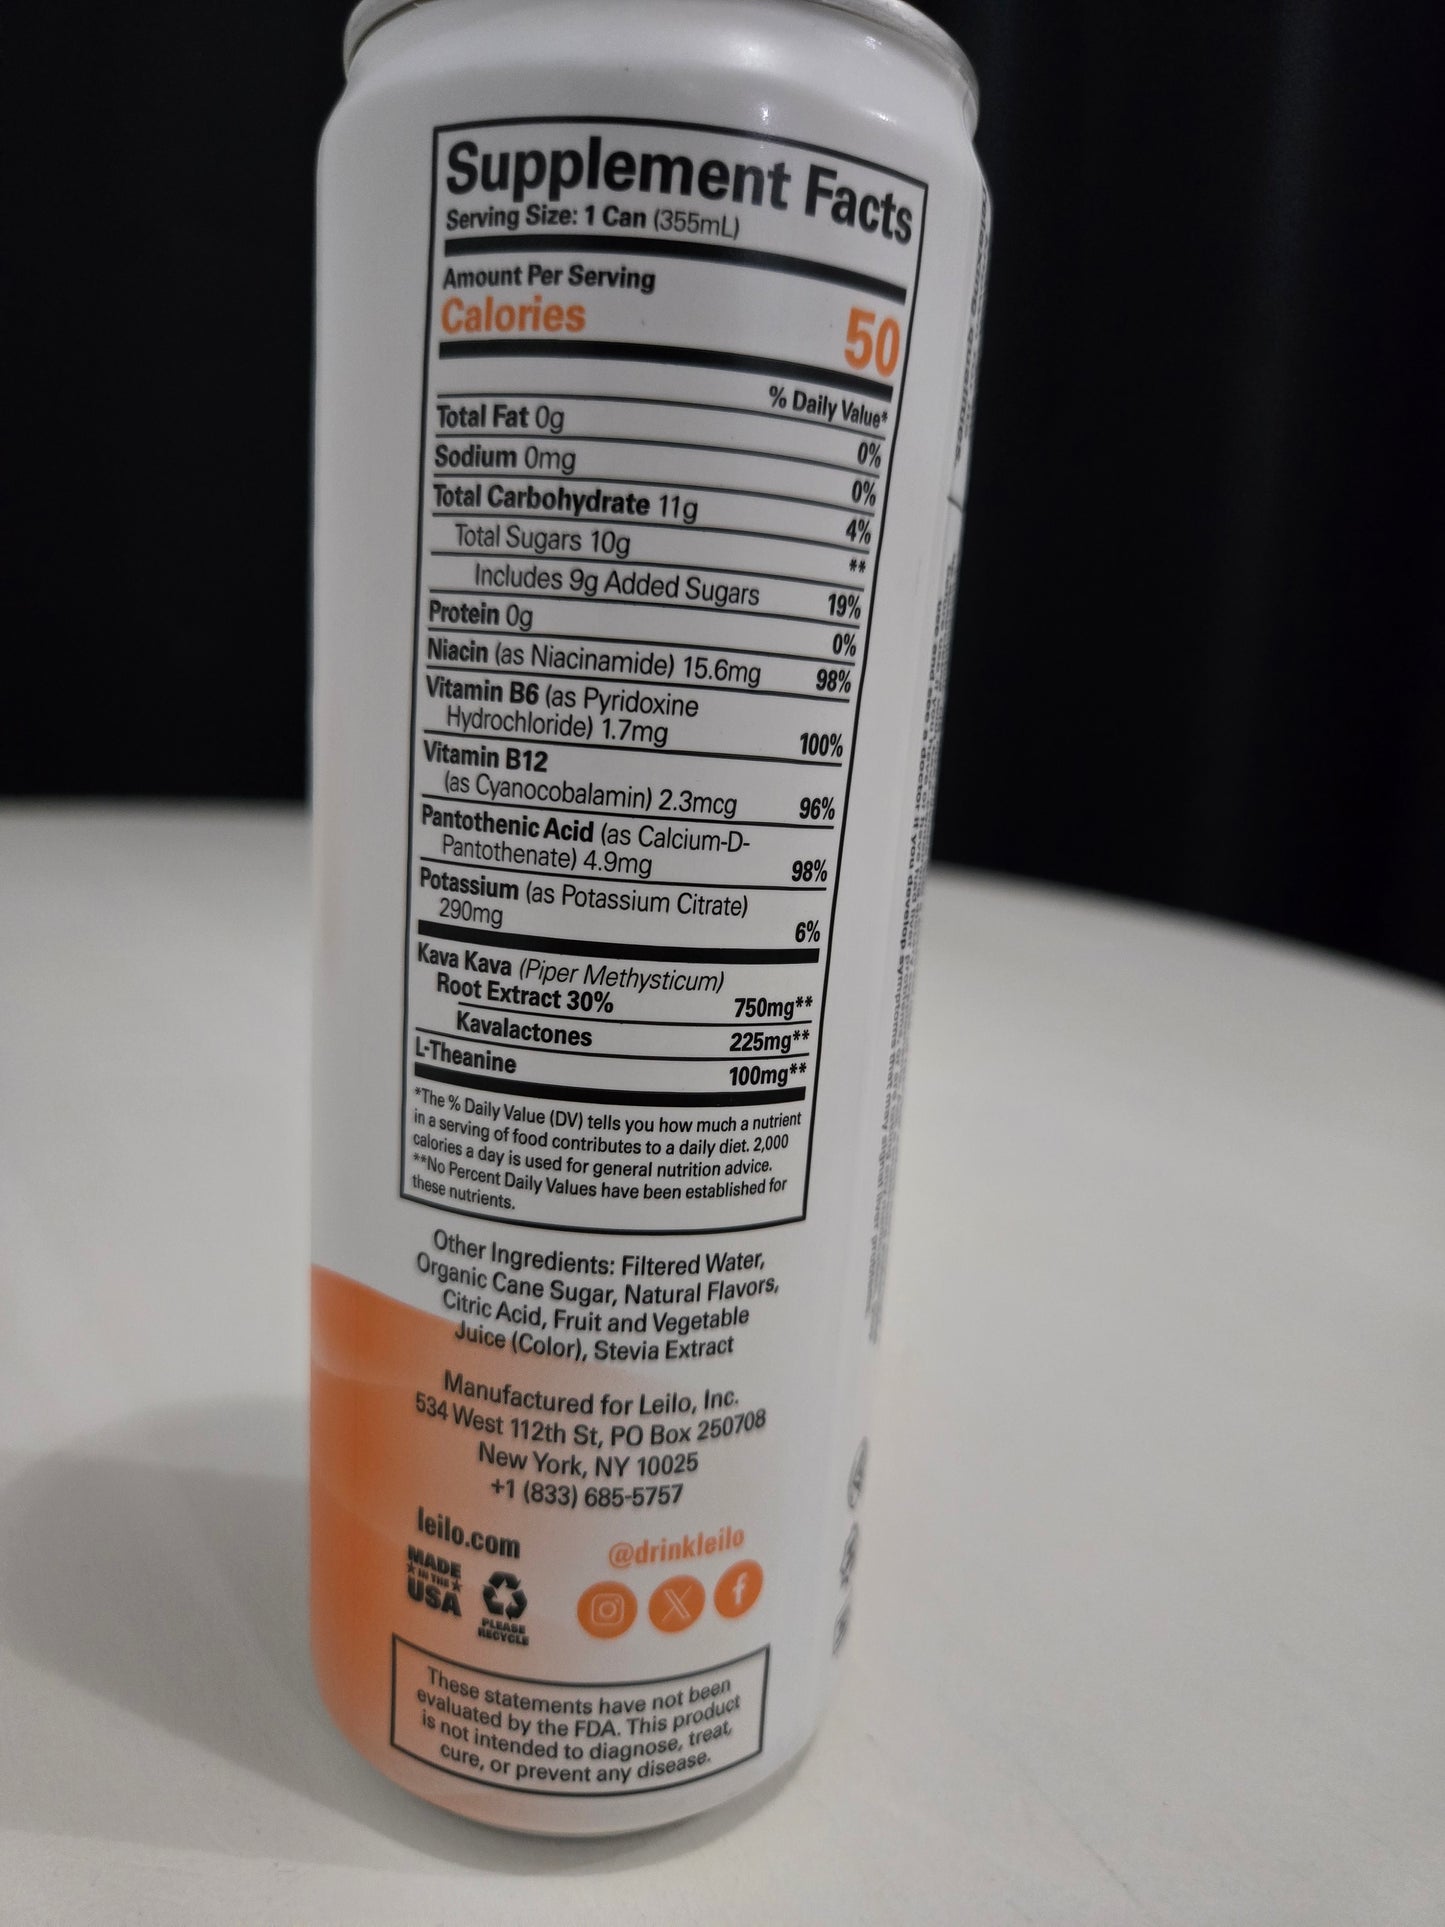 Supplement Facts
Serving Size: 1 Can (355mL)
Amount Per Serving
Calories 50
% Daily Value*
Total Fat 0g 0%
Sodium 0mg 0%
Total Carbohydrate 11g 4%
Total Sugars 10g **
Includes 9g Added Sugars 19%
Protein 0g 0%
Niacin (as Niacinamide) 15.6mg 98%
Vitamin B6 (as Pyridoxine
Hydrochloride) 1.7mg 100%
Vitamin B12
(as Cyanocobalamin) 2.3mcg 96%
Pantothenic Acid (as Calcium-D-
Pantothenate) 4.9mg 98%
Potassium (as Potassium Citrate)
290mg 6%
Kava Kava (Piper Methysticum)
Root Extract 30% 750mg**
Kavalactones 225mg**
L-Theanine 100mg**
*The % Daily Value (DV) tells you how much a nutrient
in a serving of food contributes to a daily diet. 2,000
calories a day is used for general nutrition advice.
**No Percent Daily Values have been established for
these nutrients.
Other Ingredients: Filtered Water,
Organic Cane Sugar, Natural Flavors,
Citric Acid, Fruit and Vegetable
Juice (Color), Stevia Extract
Manufactured for Leilo, Inc.
534 West 112th St, PO Box 250708
New York, NY 10025
+1 (833) 685-5757
leilo.com
@drinkleilo
MADE
IN THE
USA
PLEASE
RECYCLE
These statements have not been
evaluated by the FDA. This product
is not intended to diagnose, treat,
cure, or prevent any disease.